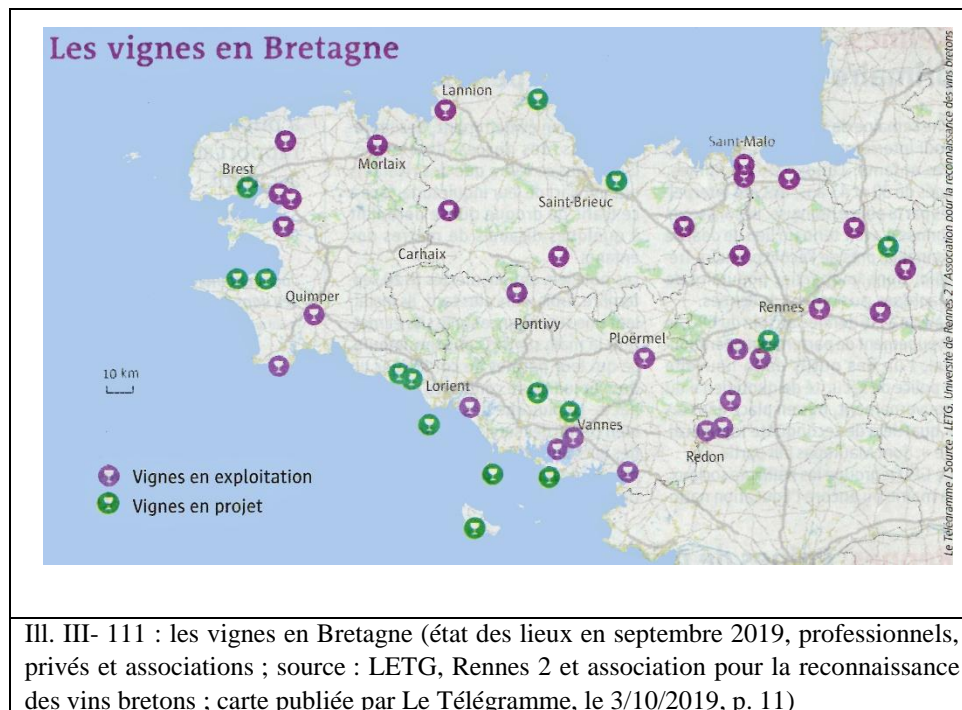 Les vignes en Bretagne
Lannion
Saint-Malo
Morlaix
Brest
Saint-Brieuc
Carhaix
Quimper
Rennes
Pontivy
Ploërmel
10 km
Lorient
Vannes
Redon
Vignes en exploitation
Vignes en projet
Le Télégramme / Source : LETG, Université de Rennes 2 / Association pour la reconnaissance des vins bretons
Ill. III- 111 : les vignes en Bretagne (état des lieux en septembre 2019, professionnels,
privés et associations ; source : LETG, Rennes 2 et association pour la reconnaissance
des vins bretons ; carte publiée par Le Télégramme, le 3/10/2019, p. 11)